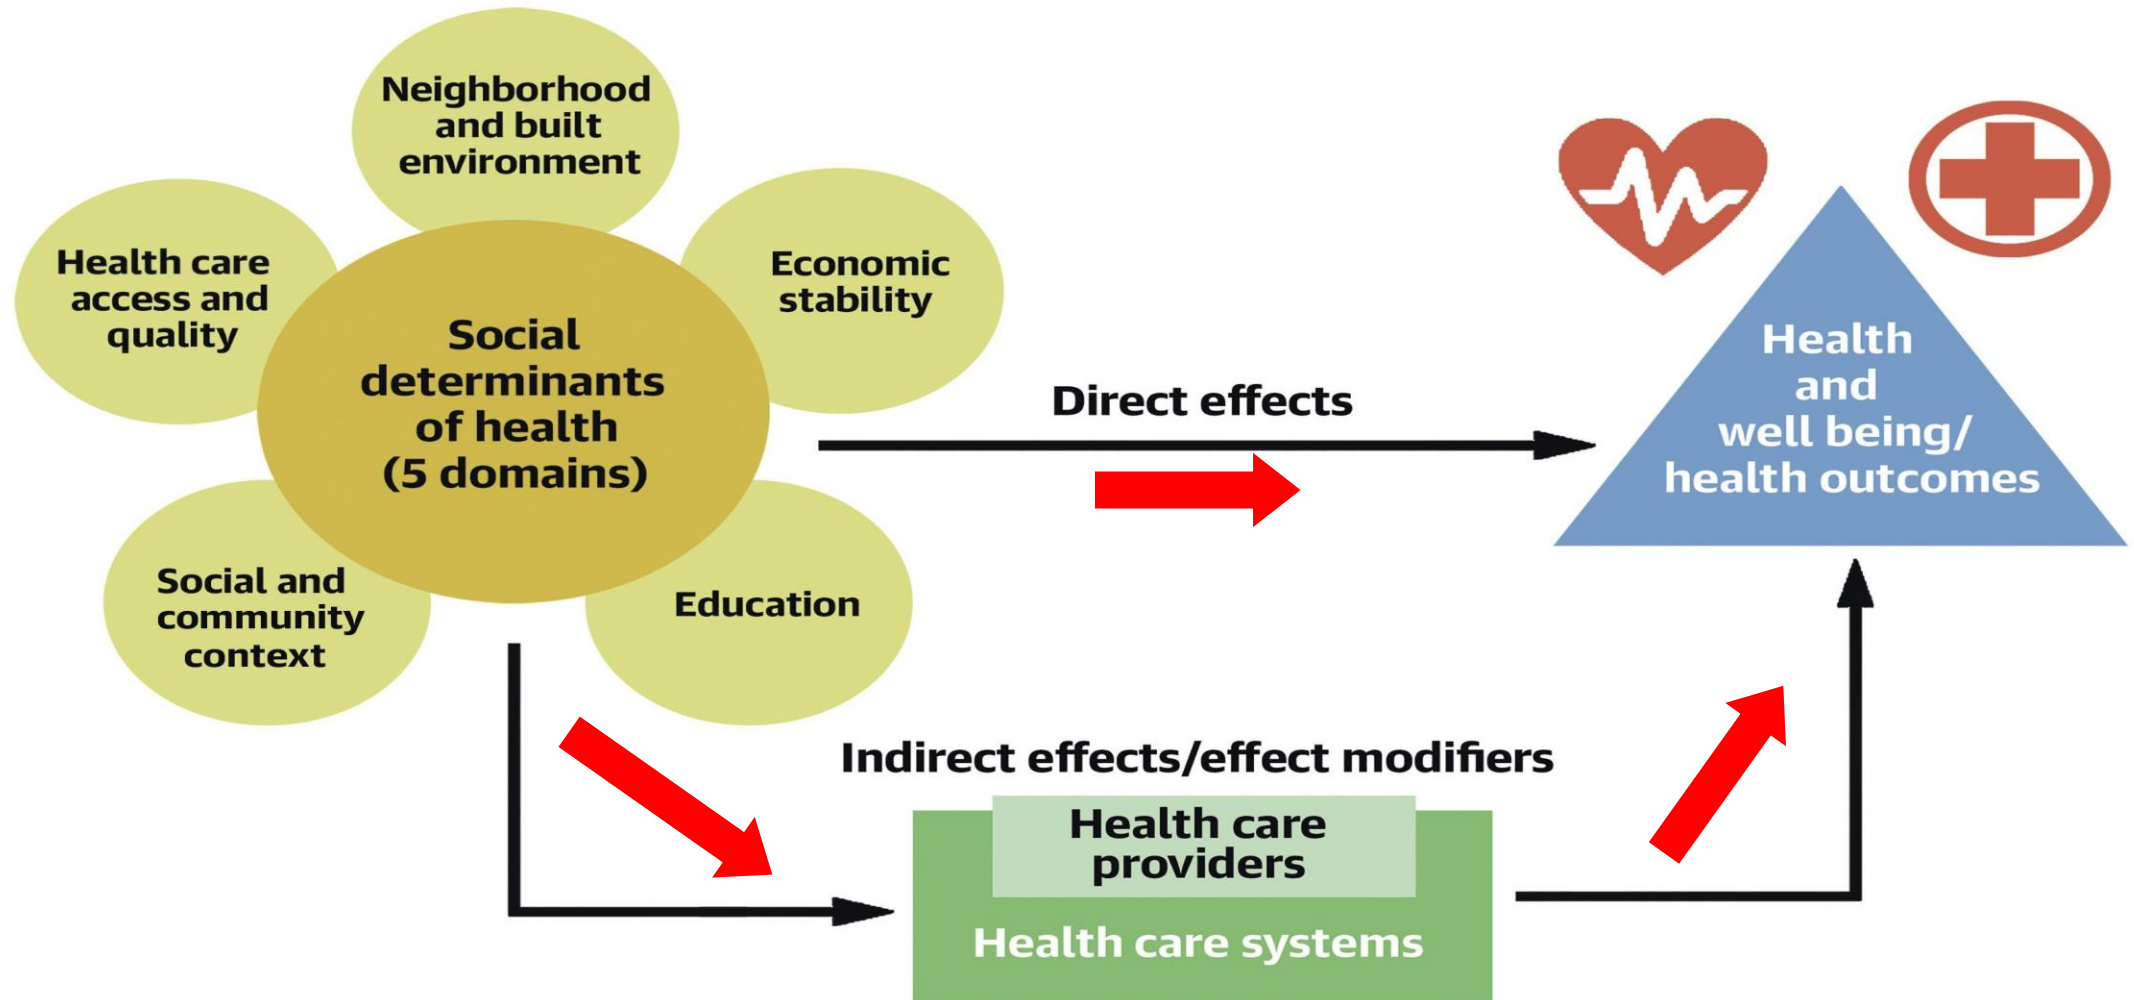 Neighborhood
and built
environment
Health care
access and
quality
Economic
stability
Social
determinants
of health
(5 domains)
Social and
community
context
Education
Direct effects
Health
and
well being/
health outcomes
Indirect effects/effect modifiers
Health care
providers
Health care systems